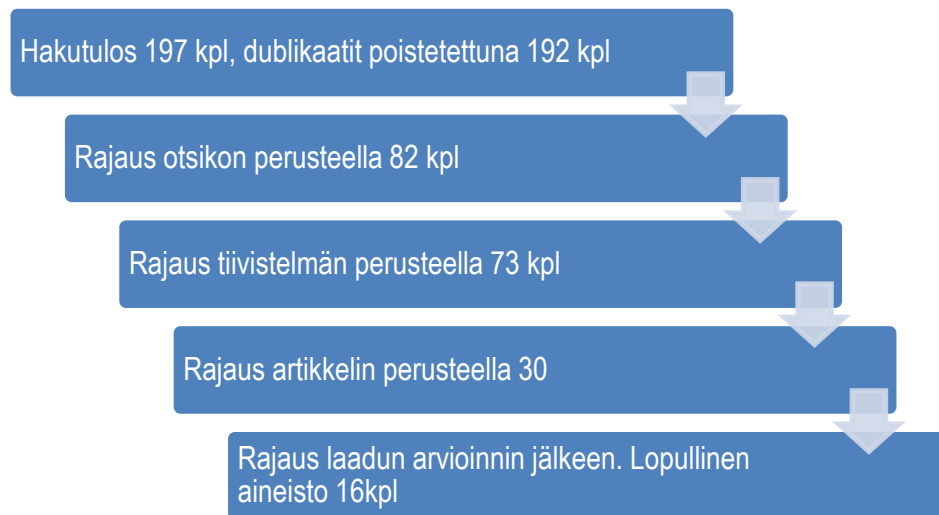 Hakutulos 197 kpl, dublikaatit poistetettuna 192 kpl
Rajaus otsikon perusteella 82 kpl
Rajaus tiivistelmän perusteella 73 kpl
Rajaus artikkelin perusteella 30
Rajaus laadun arvioinnin jälkeen. Lopullinen
aineisto 16kpl